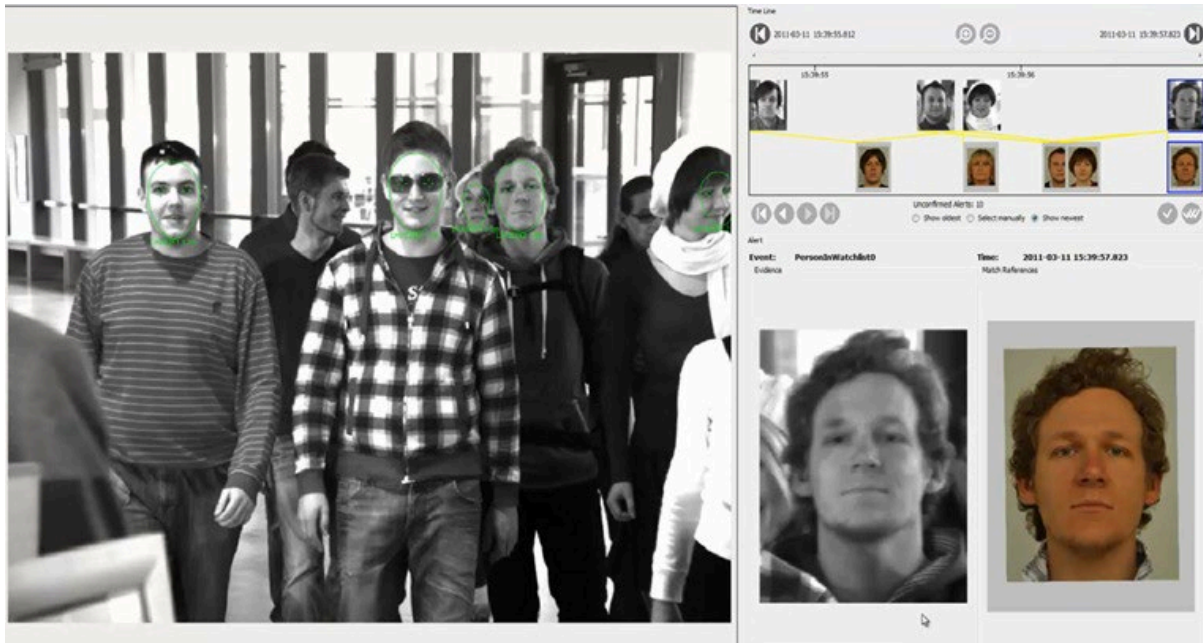 Time Line
2011-03-11 15:39:55.812
2011-03-11 15:39:57.823
15:39:55
15:39:56
Unconfirmed Alerts: 10
Show oldest
Select manually
Show newest
Alert
Event: PersonInWatchlist0
Time: 2011-03-11 15:39:57.823
Evidence
Match References